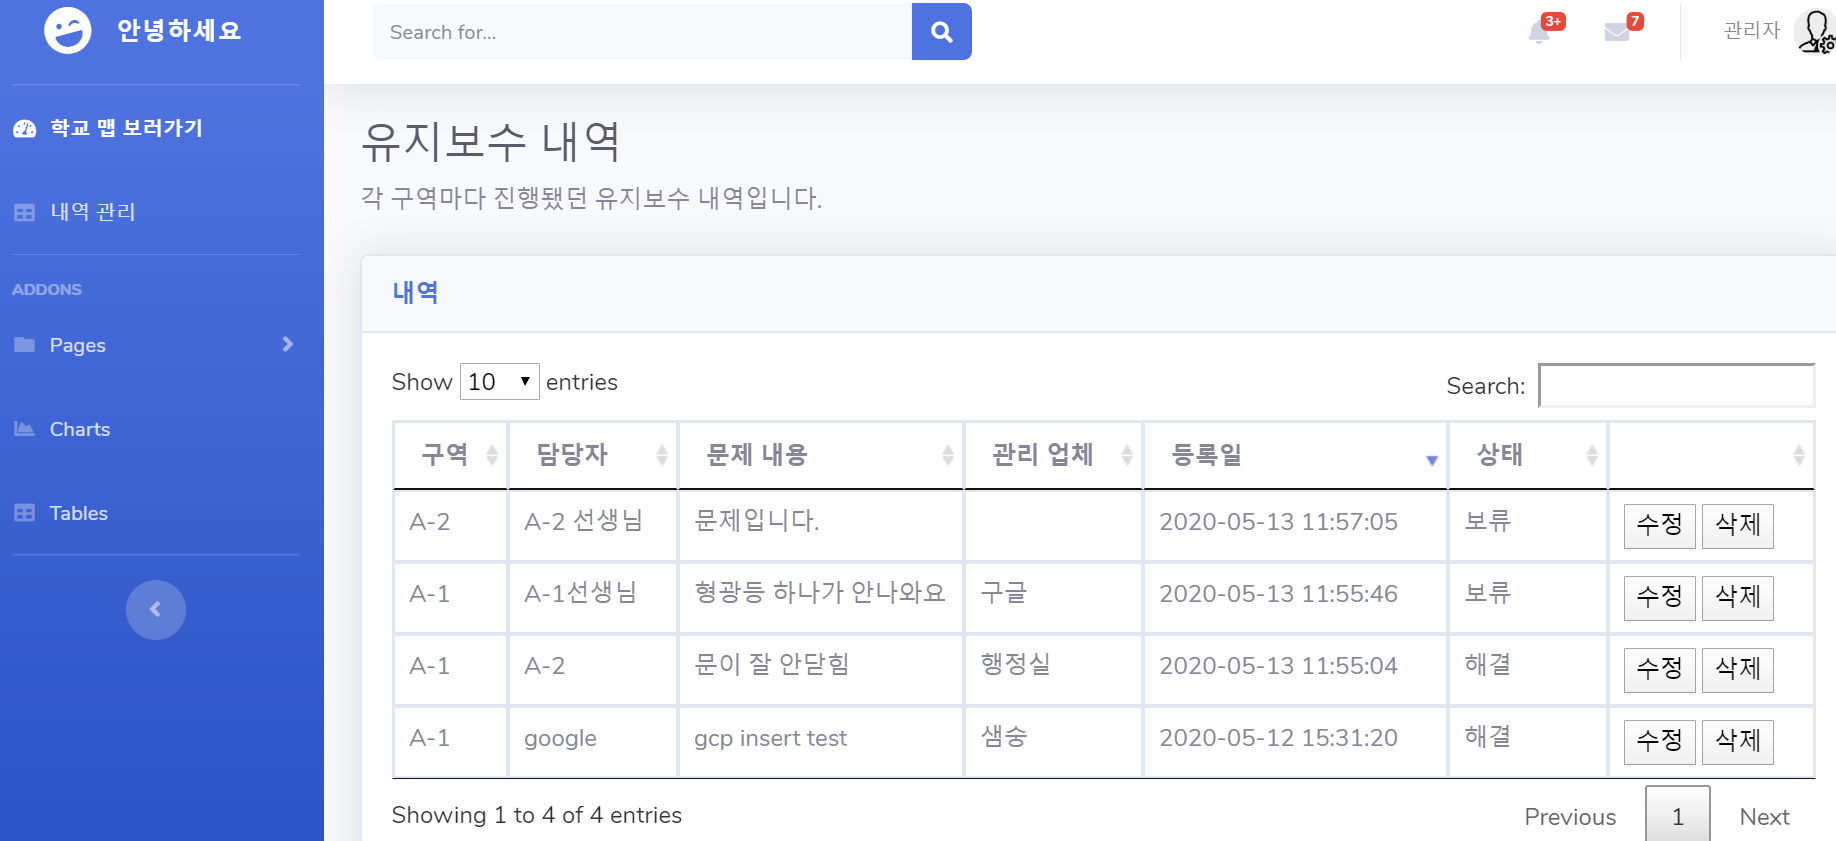 안녕하세요
Search for...
3+
7
관리자
학교 맵 보러가기
내역 관리
ADDONS
Pages
Charts
Tables
유지보수 내역
각 구역마다 진행됐던 유지보수 내역입니다.
내역
Show 10 entries
Search:
구역 담당자 문제 내용 관리 업체 등록일 상태
A-2 A-2 선생님 문제입니다. 2020-05-13 11:57:05 보류 수정 삭제
A-1 A-1선생님 형광등 하나가 안나와요 구글 2020-05-13 11:55:46 보류 수정 삭제
A-1 A-2 문이 잘 안닫힘 행정실 2020-05-13 11:55:04 해결 수정 삭제
A-1 google gcp insert test 샘숭 2020-05-12 15:31:20 해결 수정 삭제
Showing 1 to 4 of 4 entries
Previous 1 Next